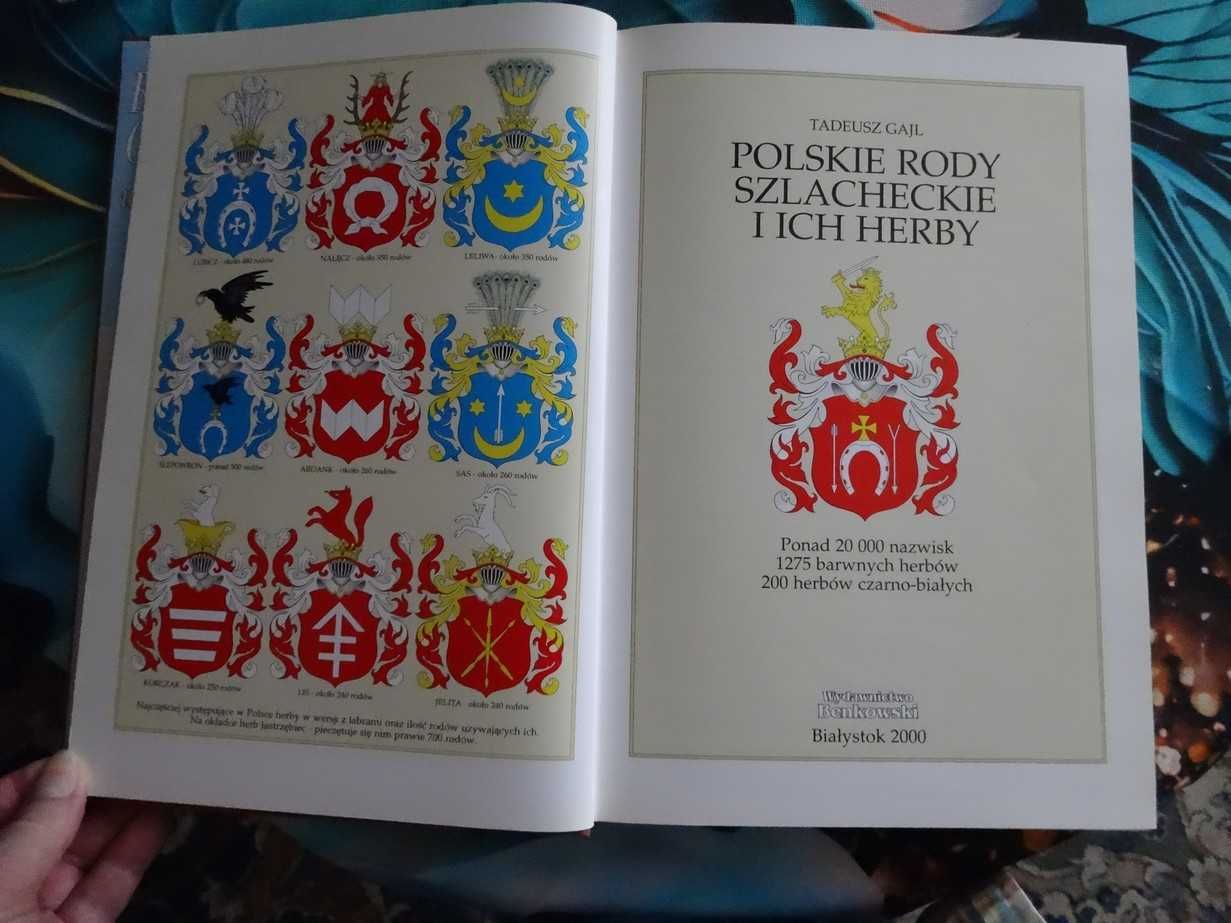 LUBICZ - około 480 rodów
NAŁĘCZ - około 350 rodów
LELIWA - około 350 rodów
ŚLEPOWRON - ponad 300 rodów
ABDANK - około 260 rodów
SAS - około 260 rodów
KORCZAK - około 250 rodów
LIS - około 240 rodów
JELITA - około 240 rodów
Najczęściej występujące w Polsce herby w wersji z labrami oraz ilość rodów używających ich.
Na okładce herb Jastrzębiec - pieczętuje się nim prawie 700 rodów.
TADEUSZ GAJL
POLSKIE RODY
SZLACHECKIE
I ICH HERBY
Ponad 20 000 nazwisk
1275 barwnych herbów
200 herbów czarno-białych
Wydawnictwo
Benkowski
Białystok 2000